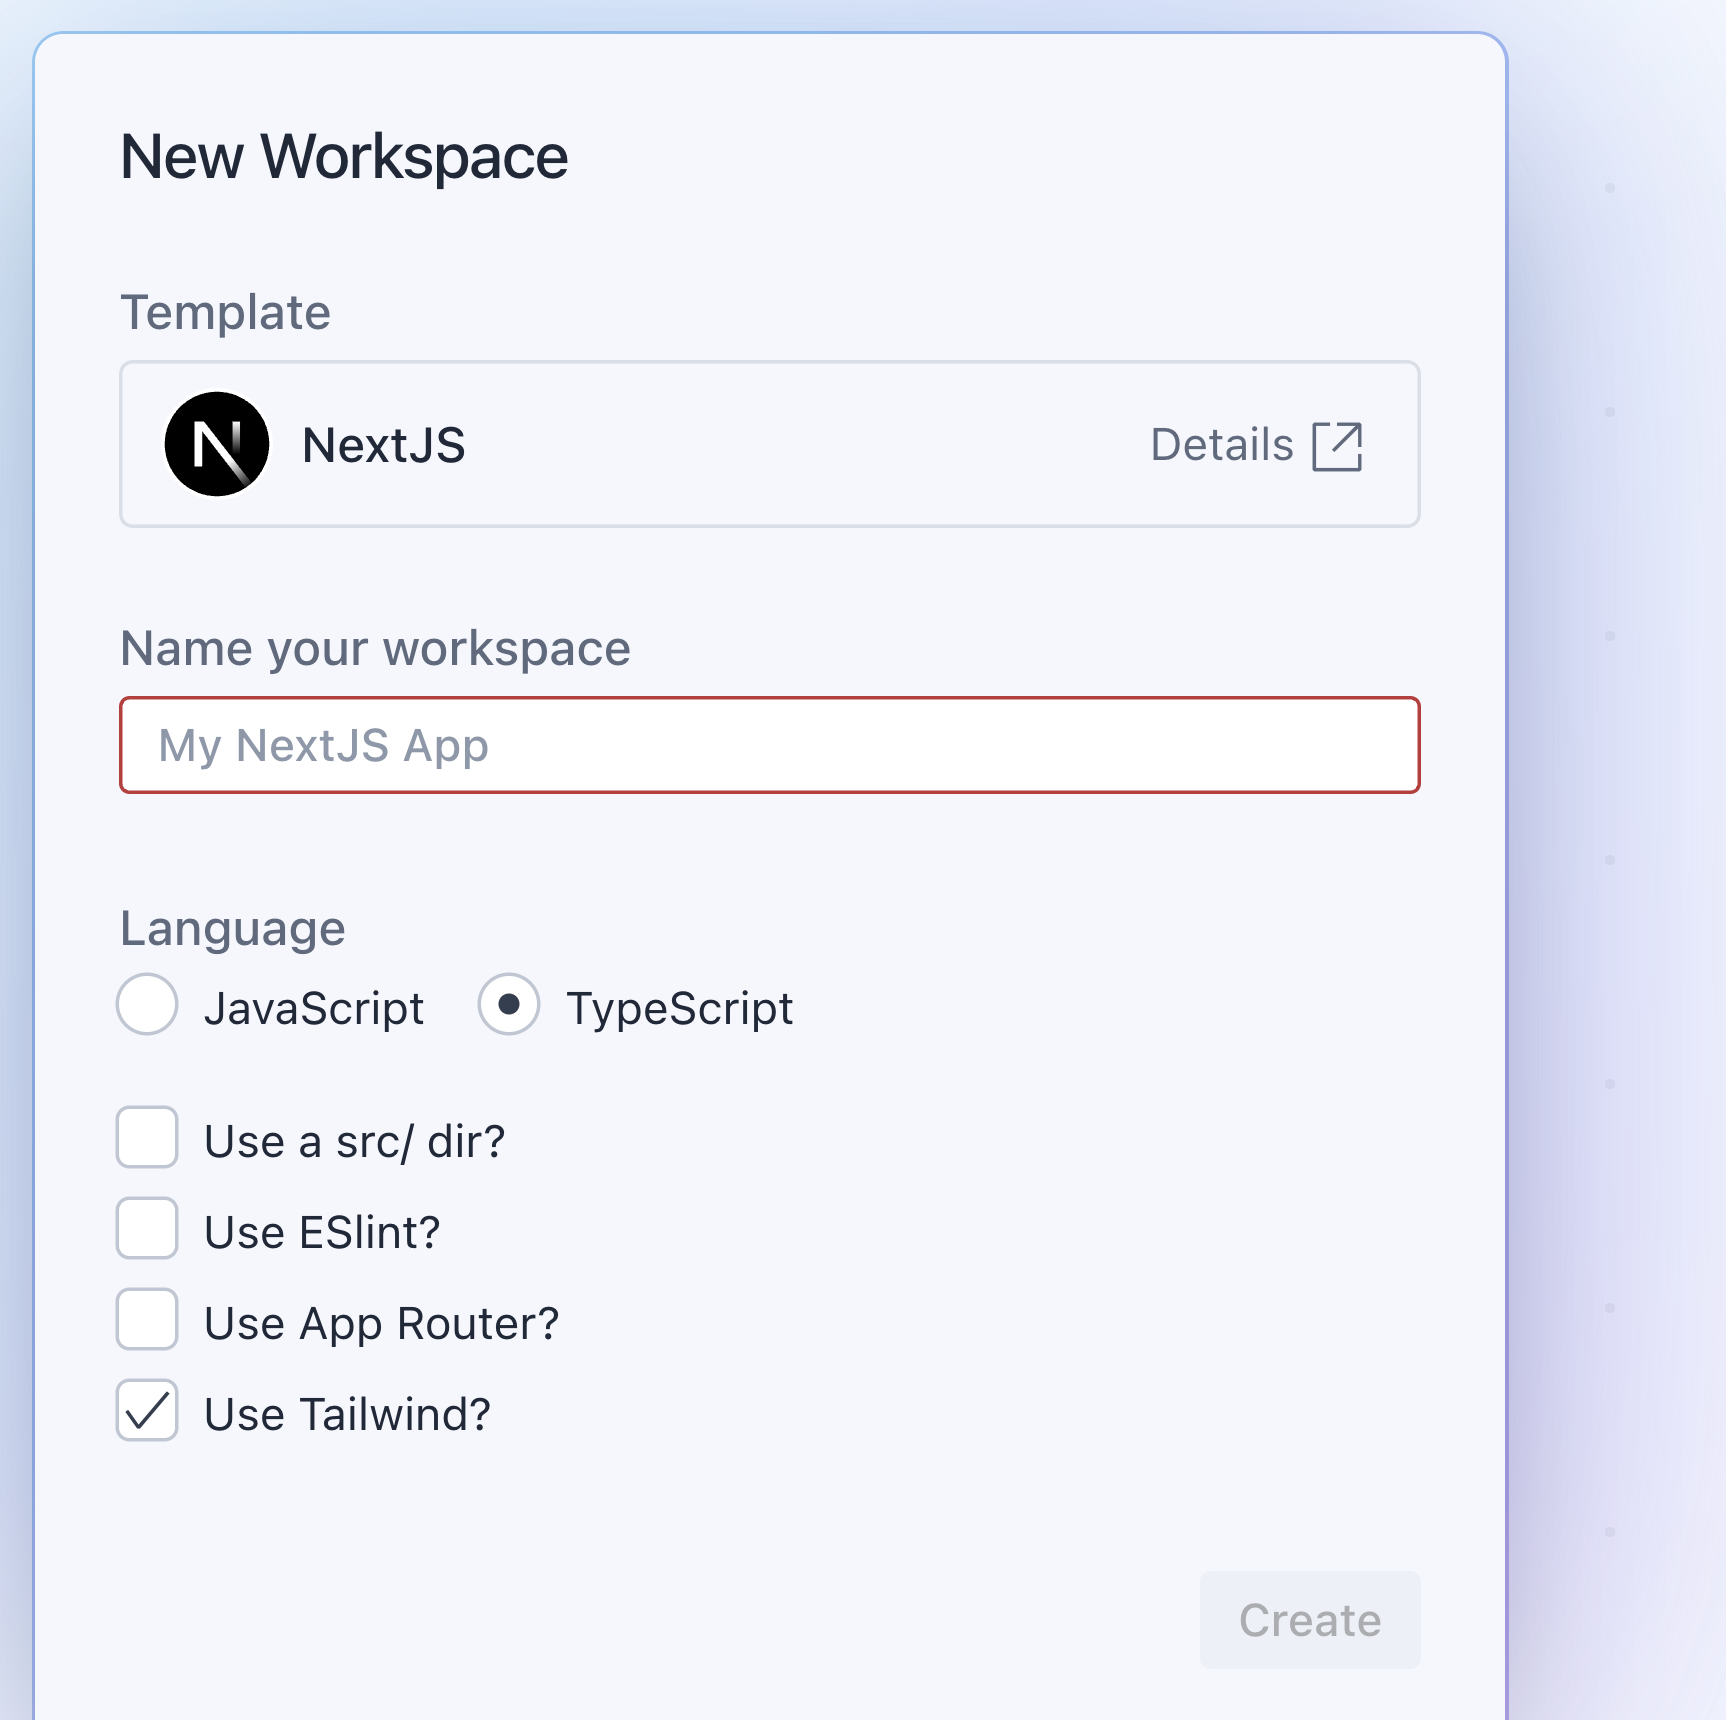 New Workspace
Template
NextJS
Details
Name your workspace
My NextJS App
Language
JavaScript TypeScript
Use a src/ dir?
Use ESlint?
Use App Router?
Use Tailwind?
Create